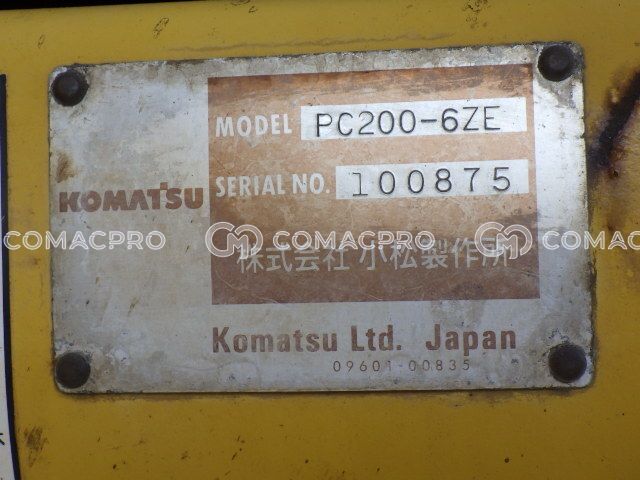 MODEL PC200-6ZE
KOMATSU
SERIAL NO. 100875
COMACPRO COMACPRO COMAC
株式会社 小松製作所
Komatsu Ltd. Japan
09601-00835